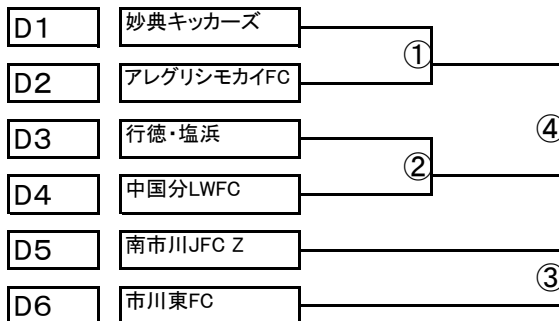 D1 妙典キッカーズ
①
D2 アレグリシモカイFC
D3 行徳・塩浜
④
②
D4 中国分LWFC
D5 南市川JFC Z
③
D6 市川東FC